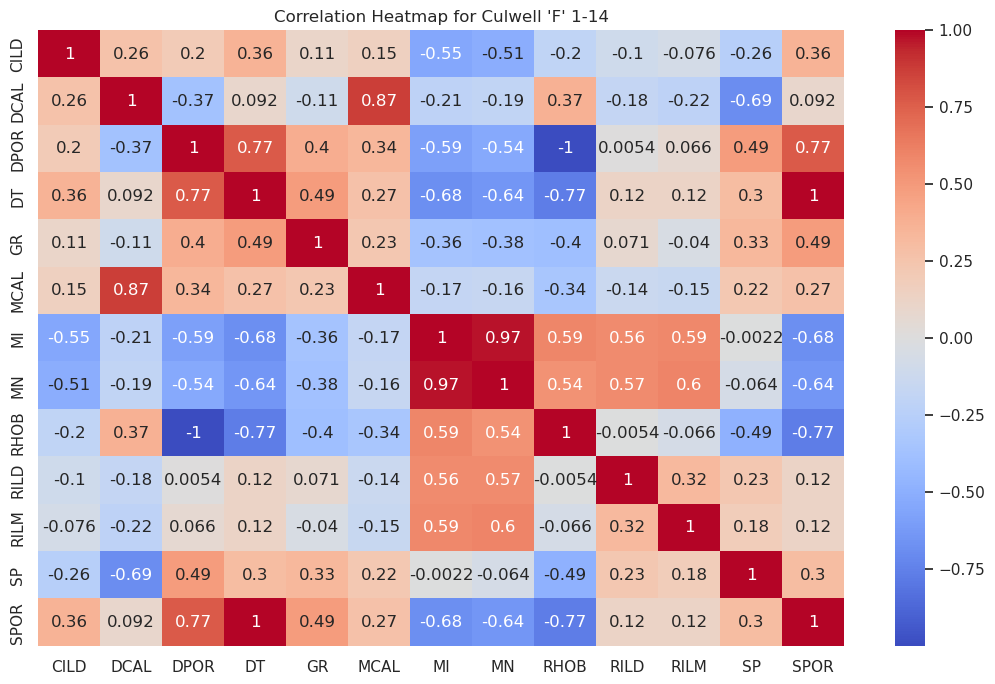 Correlation Heatmap for Culwell 'F' 1-14
CILD 1 0.26 0.2 0.36 0.11 0.15 -0.55 -0.51 -0.2 -0.1 -0.076 -0.26 0.36
DCAL 0.26 1 -0.37 0.092 -0.11 0.87 -0.21 -0.19 0.37 -0.18 -0.22 -0.69 0.092
DPOR 0.2 -0.37 1 0.77 0.4 0.34 -0.59 -0.54 -1 0.0054 0.066 0.49 0.77
DT 0.36 0.092 0.77 1 0.49 0.27 -0.68 -0.64 -0.77 0.12 0.12 0.3 1
GR 0.11 -0.11 0.4 0.49 1 0.23 -0.36 -0.38 -0.4 0.071 -0.04 0.33 0.49
MCAL 0.15 0.87 0.34 0.27 0.23 1 -0.17 -0.16 -0.34 -0.14 -0.15 0.22 0.27
MI -0.55 -0.21 -0.59 -0.68 -0.36 -0.17 1 0.97 0.59 0.56 0.59 -0.0022 -0.68
MN -0.51 -0.19 -0.54 -0.64 -0.38 -0.16 0.97 1 0.54 0.57 0.6 -0.064 -0.64
RHOB -0.2 0.37 -1 -0.77 -0.4 -0.34 0.59 0.54 1 -0.0054 -0.066 -0.49 -0.77
RILD -0.1 -0.18 0.0054 0.12 0.071 -0.14 0.56 0.57 -0.0054 1 0.32 0.23 0.12
RILM -0.076 -0.22 0.066 0.12 -0.04 -0.15 0.59 0.6 -0.066 0.32 1 0.18 0.12
SP -0.26 -0.69 0.49 0.3 0.33 0.22 -0.0022 -0.064 -0.49 0.23 0.18 1 0.3
SPOR 0.36 0.092 0.77 1 0.49 0.27 -0.68 -0.64 -0.77 0.12 0.12 0.3 1
CILD DCAL DPOR DT GR MCAL MI MN RHOB RILD RILM SP SPOR
1.00
0.75
0.50
0.25
0.00
−0.25
−0.50
−0.75